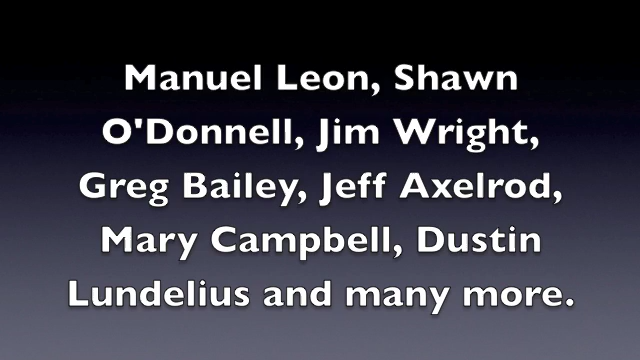 Manuel Leon, Shawn
O'Donnell, Jim Wright,
Greg Bailey, Jeff Axelrod,
Mary Campbell, Dustin
Lundelius and many more.